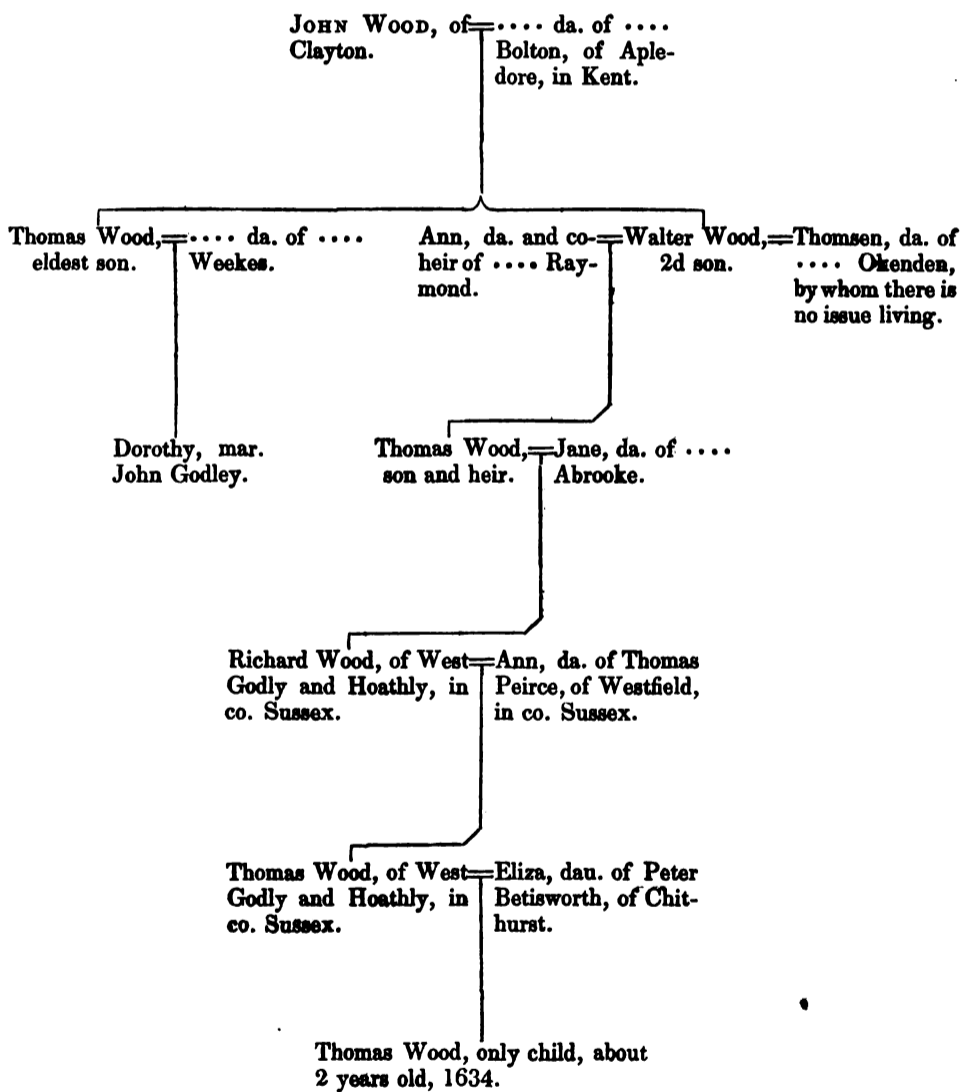 JOHN WOOD, of
Clayton.
···· da. of ····
Bolton, of Aple-
dore, in Kent.
Thomas Wood,
eldest son.
···· da. of ····
Weekes.
Ann, da. and co-
heir of ···· Ray-
mond.
Walter Wood,
2d son.
Thomsen, da. of
···· Okenden,
by whom there is
no issue living.
Dorothy, mar.
John Godley.
Thomas Wood,
son and heir.
Jane, da. of ····
Abrooke.
Richard Wood, of West
Godly and Hoathly, in
co. Sussex.
Ann, da. of Thomas
Peirce, of Westfield,
in co. Sussex.
Thomas Wood, of West
Godly and Hoathly, in
co. Sussex.
Eliza, dau. of Peter
Betisworth, of Chit-
hurst.
Thomas Wood, only child, about
2 years old, 1634.